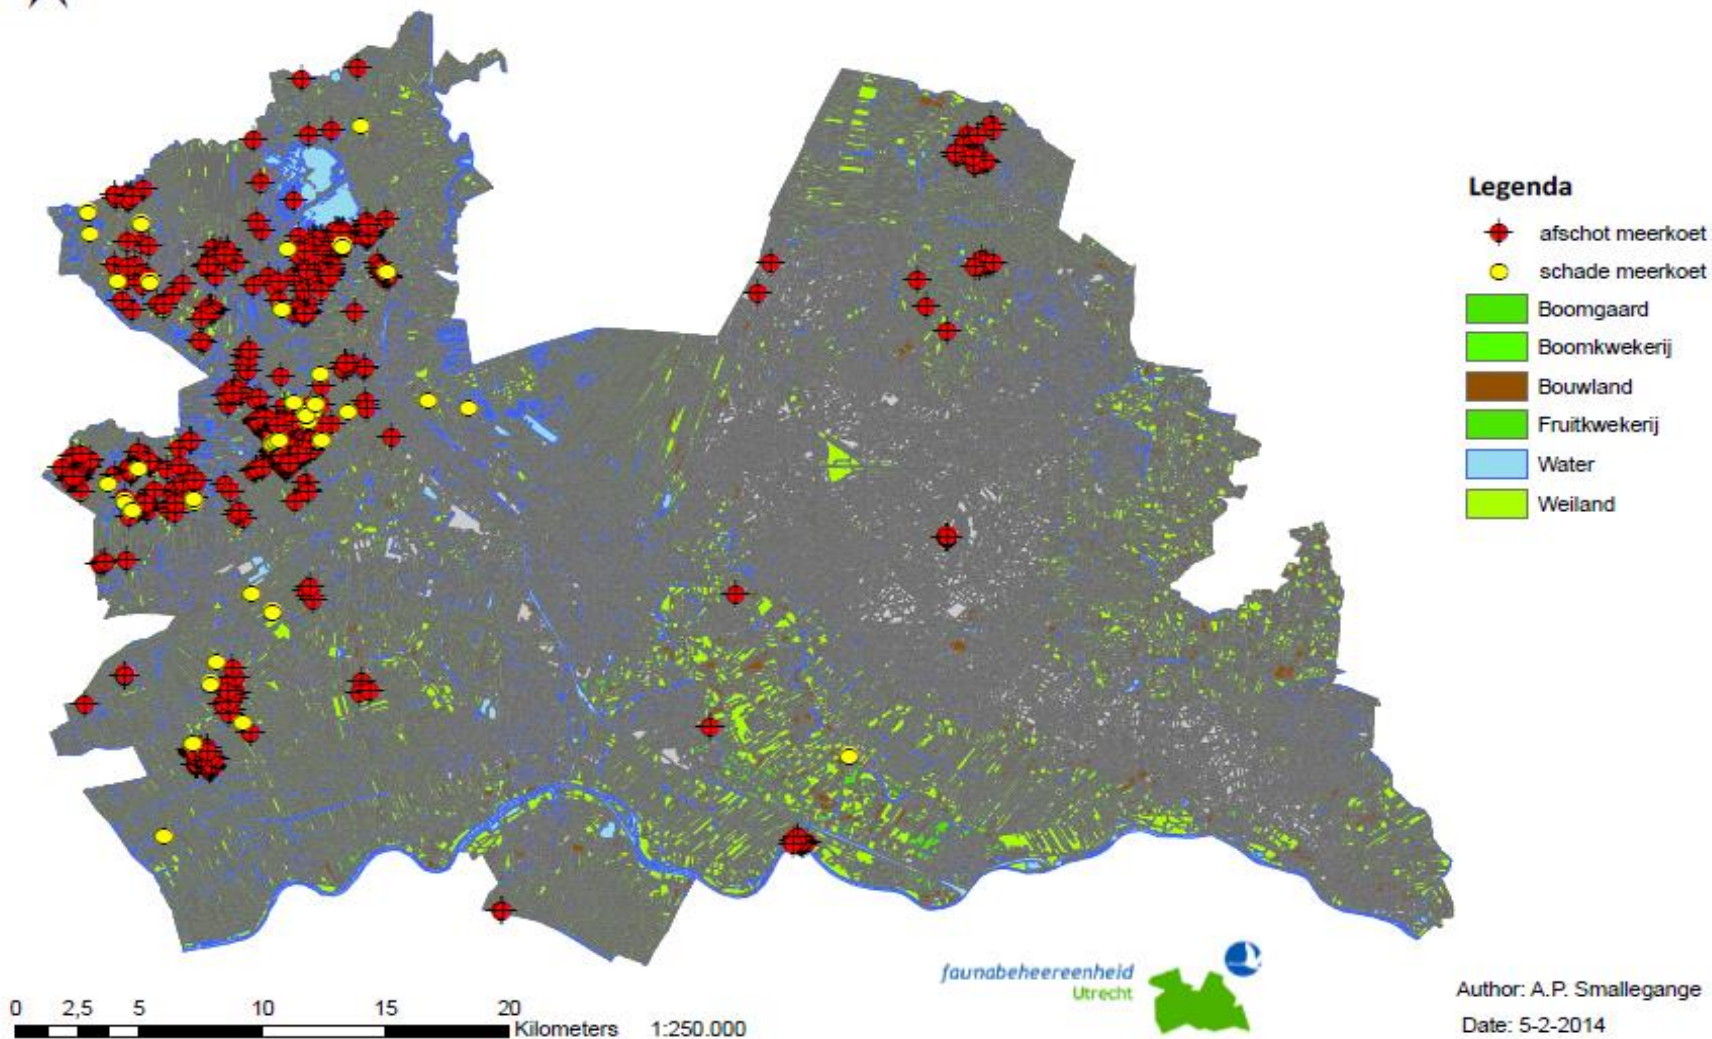 Legenda
afschot meerkoet
schade meerkoet
Boomgaard
Boomkwekerij
Bouwland
Fruitkwekerij
Water
Weiland
faunabeheereenheid
Utrecht
0 2,5 5 10 15 20
Kilometers 1:250.000
Author: A.P. Smallegange
Date: 5-2-2014